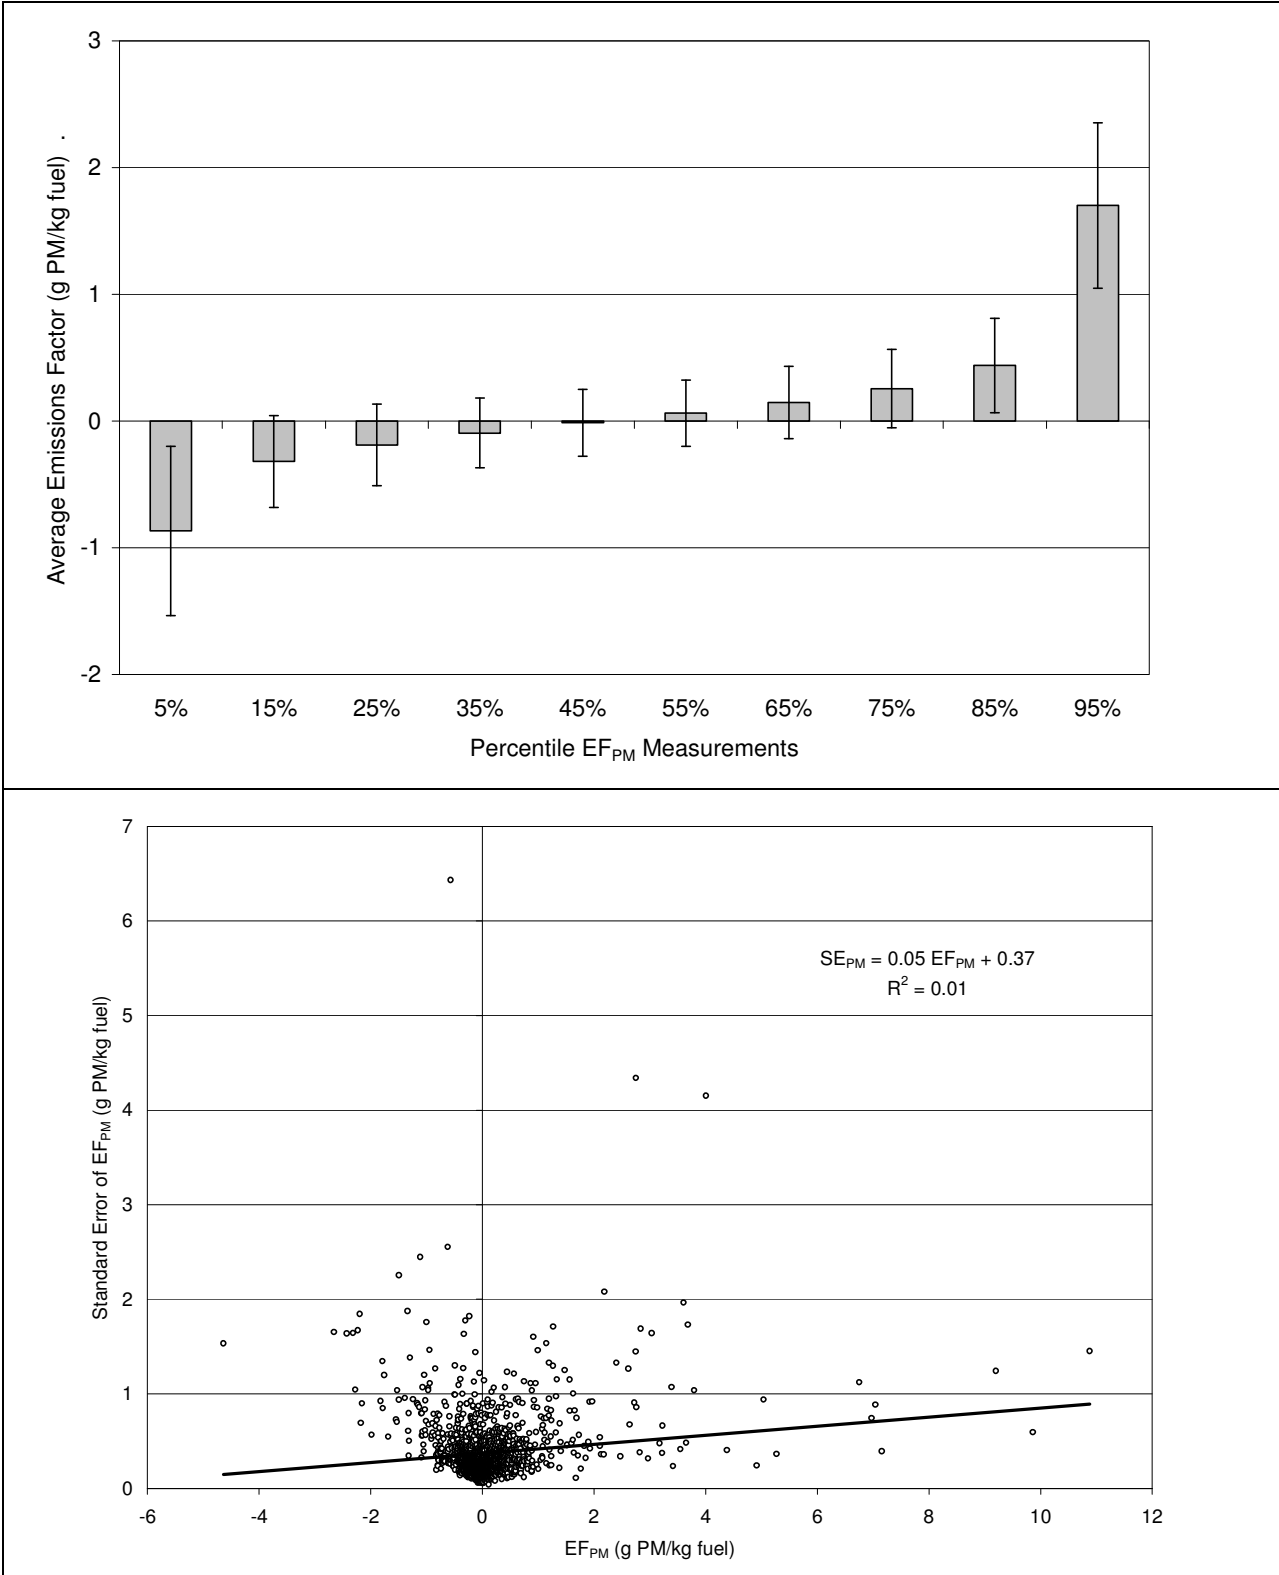 3
2
1
0
-1
-2
Average Emissions Factor (g PM/kg fuel) .
5% 15% 25% 35% 45% 55% 65% 75% 85% 95%
Percentile EF_PM Measurements
7
6
5
4
3
2
1
0
Standard Error of EF_PM (g PM/kg fuel)
SE_PM = 0.05 EF_PM + 0.37
R² = 0.01
-6 -4 -2 0 2 4 6 8 10 12
EF_PM (g PM/kg fuel)